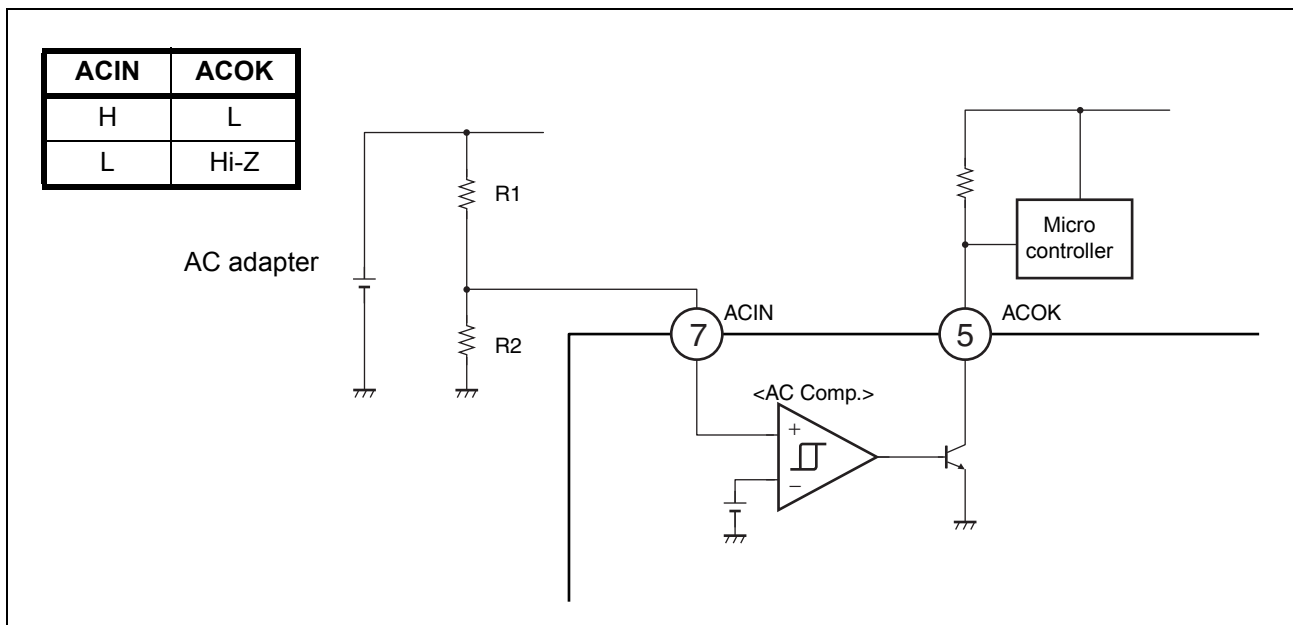 ACIN ACOK
H L
L Hi-Z
AC adapter
R1
R2
Micro
controller
7 ACIN
5 ACOK
<AC Comp.>
+
−